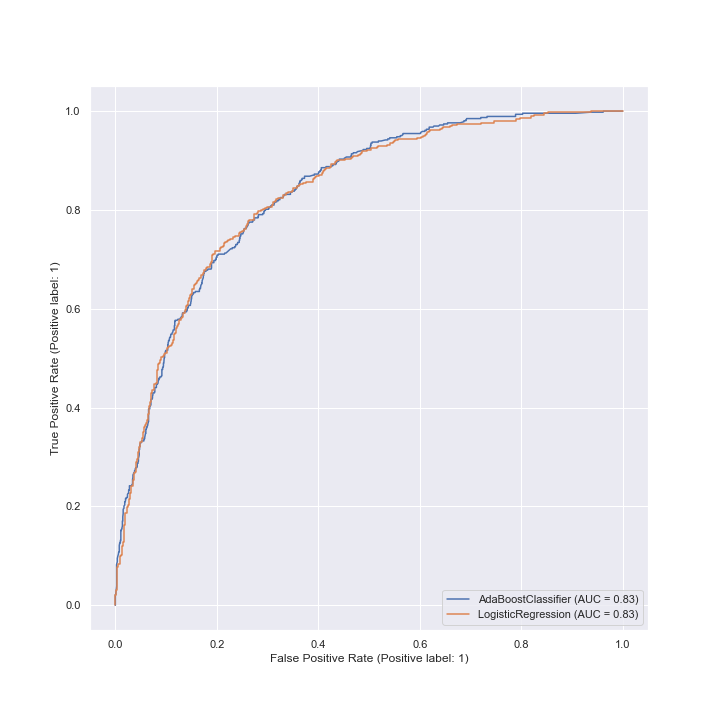 1.0
0.8
0.6
0.4
0.2
0.0
True Positive Rate (Positive label: 1)
0.0 0.2 0.4 0.6 0.8 1.0
False Positive Rate (Positive label: 1)
AdaBoostClassifier (AUC = 0.83)
LogisticRegression (AUC = 0.83)